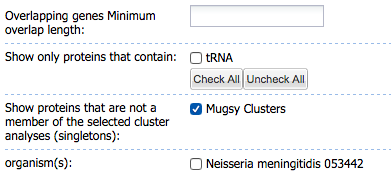 Overlapping genes Minimum
overlap length:
Show only proteins that contain:
tRNA
Check All Uncheck All
Show proteins that are not a
member of the selected cluster
analyses (singletons):
Mugsy Clusters
organism(s):
Neisseria meningitidis 053442